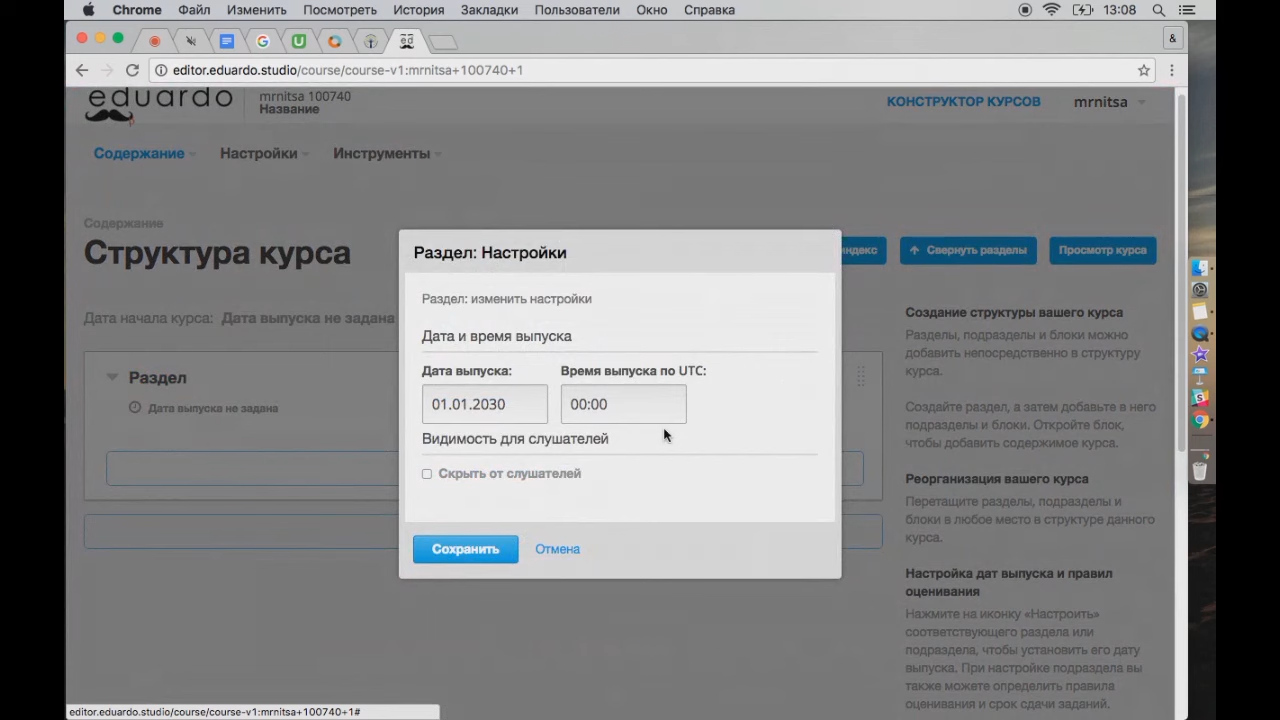 Chrome Файл Изменить Посмотреть История Закладки Пользователи Окно Справка 13:08
editor.eduardo.studio/course/course-v1:mrnitsa+100740+1
eduardo
mrnitsa 100740
Название
КОНСТРУКТОР КУРСОВ
mrnitsa
Содержание Настройки Инструменты
Содержание
Структура курса
Свернуть разделы
Просмотр курса
Дата начала курса: Дата выпуска не задана
Раздел
Дата выпуска не задана
Раздел: Настройки
Раздел: изменить настройки
Дата и время выпуска
Дата выпуска: Время выпуска по UTC:
01.01.2030 00:00
Видимость для слушателей
Скрыть от слушателей
Сохранить Отмена
Создание структуры вашего курса
Разделы, подразделы и блоки можно
добавить непосредственно в структуру
курса.
Создайте раздел, а затем добавьте в него
подразделы и блоки. Откройте блок,
чтобы добавить содержимое курса.
Реорганизация вашего курса
Перетащите разделы, подразделы и
блоки в любое место в структуре данного
курса.
Настройка дат выпуска и правил
оценивания
Нажмите на иконку «Настроить»
соответствующего раздела или
подраздела, чтобы установить его дату
выпуска. При настройке подраздела вы
также можете определить правила
оценивания и срок сдачи заданий.
editor.eduardo.studio/course/course-v1:mrnitsa+100740+1#